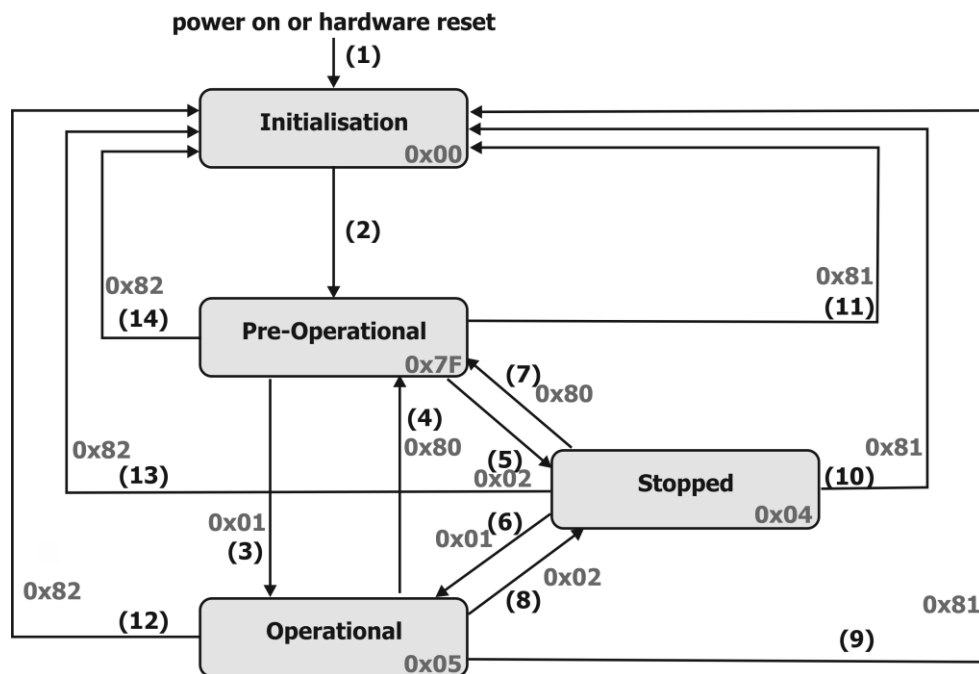 power on or hardware reset
(1)
Initialisation
0x00
(2)
0x82
(14)
0x81
(11)
Pre-Operational
0x7F
(7)
0x80
(4)
0x80
(5)
0x02
0x82
(13)
0x81
(10)
Stopped
0x04
0x01
(3)
(6)
0x01
0x02
(8)
0x82
(12)
0x81
(9)
Operational
0x05